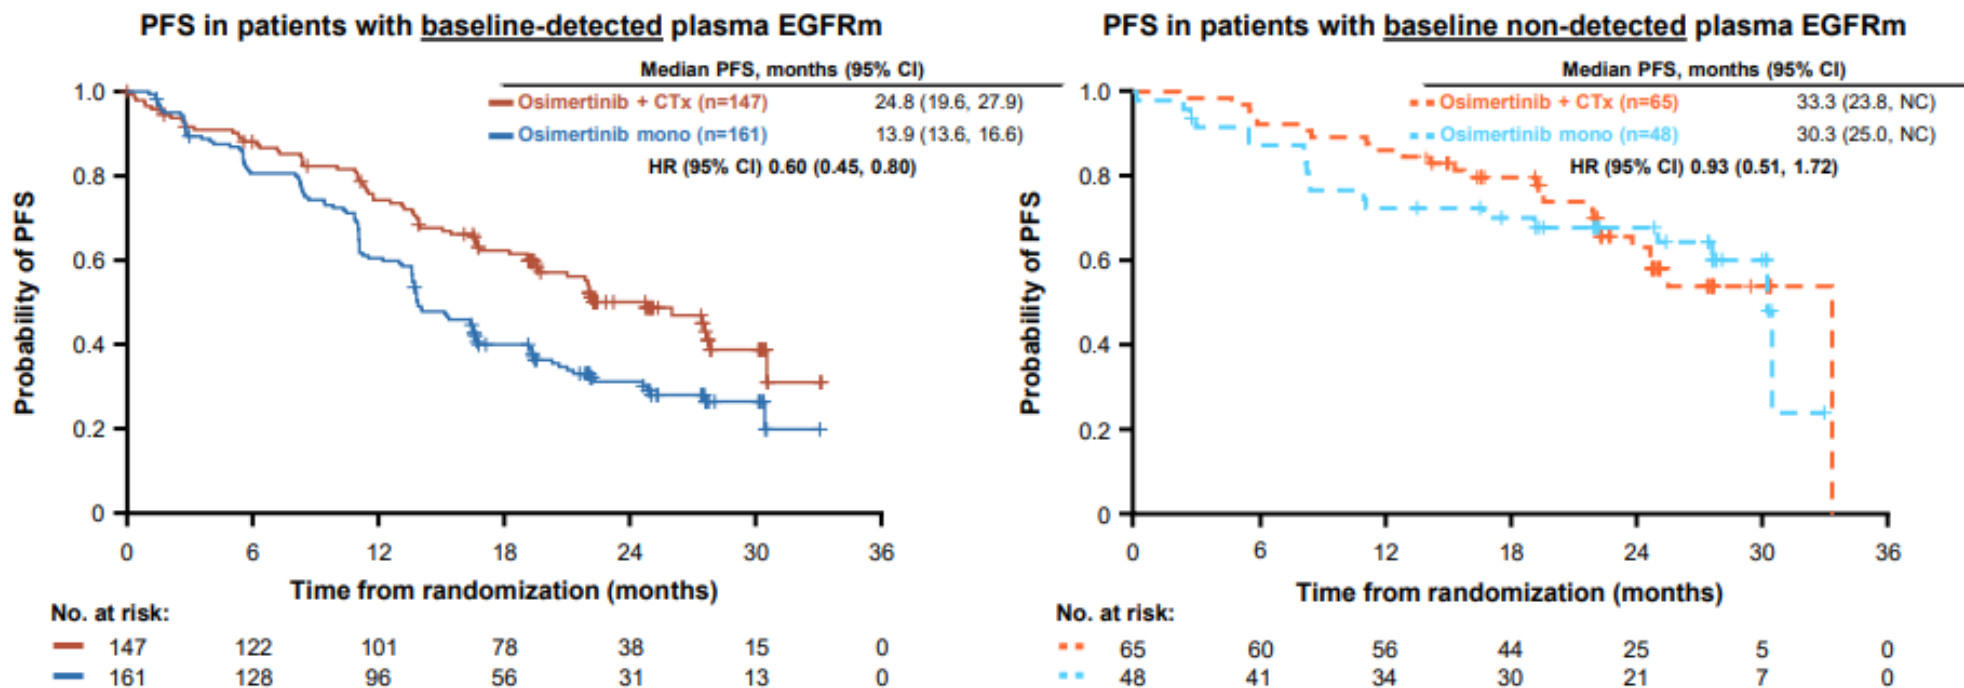 PFS in patients with baseline-detected plasma EGFRm
Median PFS, months (95% CI)
Osimertinib + CTx (n=147) 24.8 (19.6, 27.9)
Osimertinib mono (n=161) 13.9 (13.6, 16.6)
HR (95% CI) 0.60 (0.45, 0.80)
Probability of PFS
1.0
0.8
0.6
0.4
0.2
0
0 6 12 18 24 30 36
Time from randomization (months)
No. at risk:
147 122 101 78 38 15 0
161 128 96 56 31 13 0
PFS in patients with baseline non-detected plasma EGFRm
Median PFS, months (95% CI)
Osimertinib + CTx (n=65) 33.3 (23.8, NC)
Osimertinib mono (n=48) 30.3 (25.0, NC)
HR (95% CI) 0.93 (0.51, 1.72)
Probability of PFS
1.0
0.8
0.6
0.4
0.2
0
0 6 12 18 24 30 36
Time from randomization (months)
No. at risk:
65 60 56 44 25 5 0
48 41 34 30 21 7 0